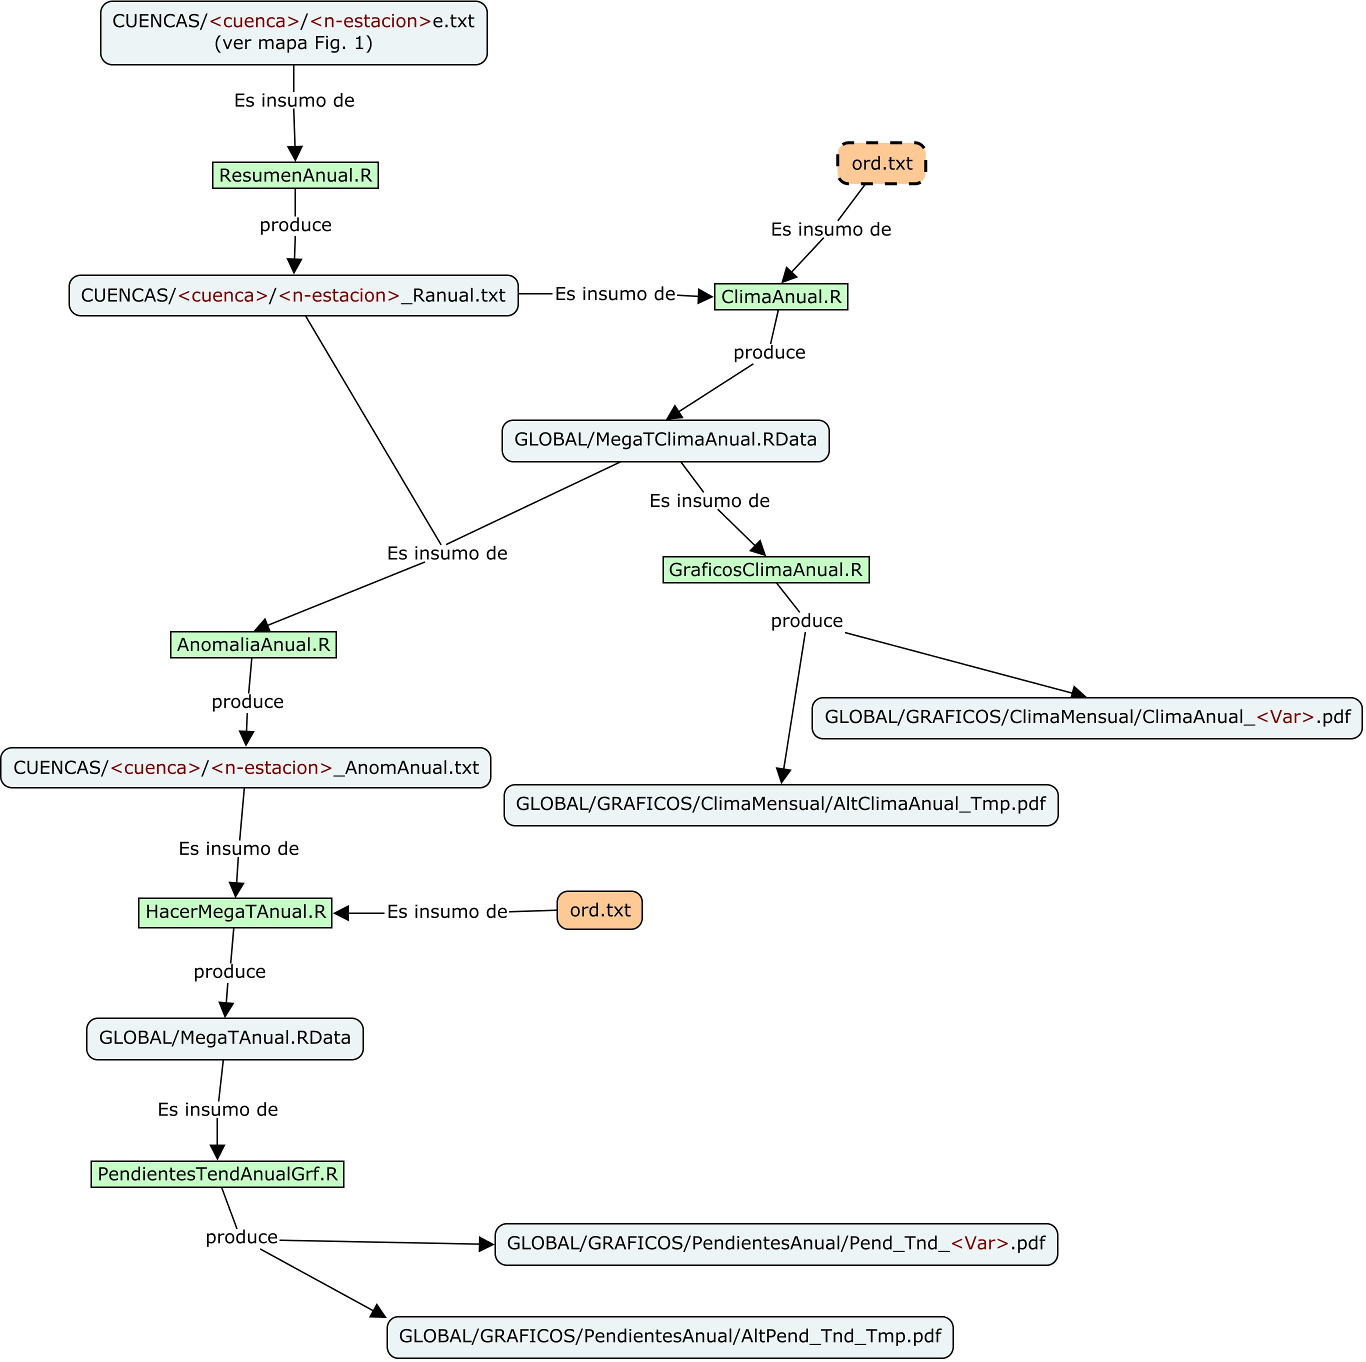 CUENCAS/<cuenca>/<n-estacion>e.txt
(ver mapa Fig. 1)
Es insumo de
ord.txt
ResumenAnual.R
produce
Es insumo de
CUENCAS/<cuenca>/<n-estacion>_Ranual.txt
Es insumo de
ClimaAnual.R
produce
GLOBAL/MegaTClimaAnual.RData
Es insumo de
Es insumo de
GraficosClimaAnual.R
produce
AnomaliaAnual.R
produce
GLOBAL/GRAFICOS/ClimaMensual/ClimaAnual_<Var>.pdf
CUENCAS/<cuenca>/<n-estacion>_AnomAnual.txt
GLOBAL/GRAFICOS/ClimaMensual/AltClimaAnual_Tmp.pdf
Es insumo de
HacerMegaTAnual.R
Es insumo de
ord.txt
produce
GLOBAL/MegaTAnual.RData
Es insumo de
PendientesTendAnualGrf.R
produce
GLOBAL/GRAFICOS/PendientesAnual/Pend_Tnd_<Var>.pdf
GLOBAL/GRAFICOS/PendientesAnual/AltPend_Tnd_Tmp.pdf